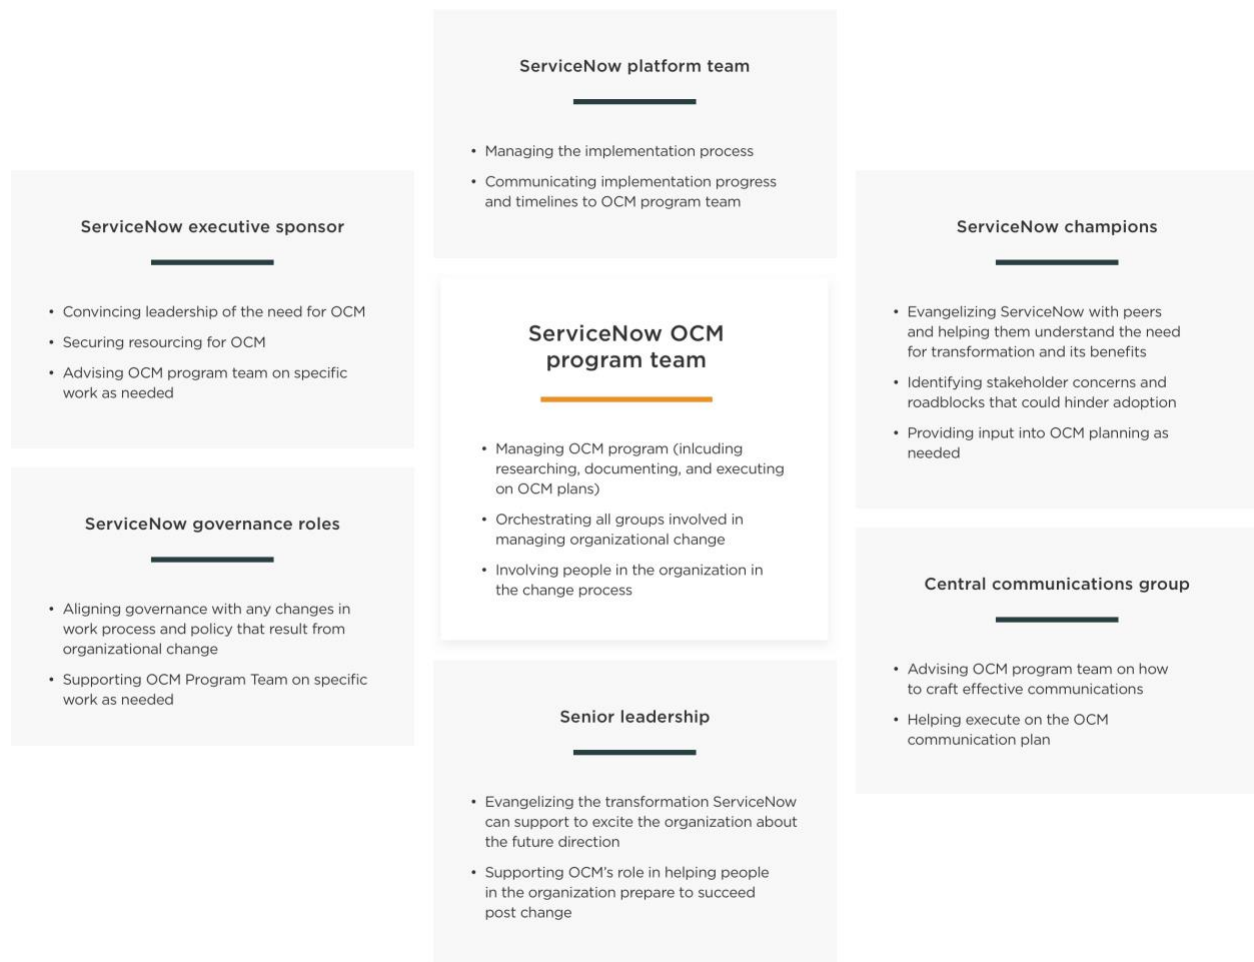 ServiceNow platform team
• Managing the implementation process
• Communicating implementation progress
and timelines to OCM program team
ServiceNow executive sponsor
• Convincing leadership of the need for OCM
• Securing resourcing for OCM
• Advising OCM program team on specific
work as needed
ServiceNow champions
• Evangelizing ServiceNow with peers
and helping them understand the need
for transformation and its benefits
• Identifying stakeholder concerns and
roadblocks that could hinder adoption
• Providing input into OCM planning as
needed
ServiceNow OCM
program team
• Managing OCM program (inlcuding
researching, documenting, and executing
on OCM plans)
• Orchestrating all groups involved in
managing organizational change
• Involving people in the organization in
the change process
ServiceNow governance roles
• Aligning governance with any changes in
work process and policy that result from
organizational change
• Supporting OCM Program Team on specific
work as needed
Central communications group
• Advising OCM program team on how
to craft effective communications
• Helping execute on the OCM
communication plan
Senior leadership
• Evangelizing the transformation ServiceNow
can support to excite the organization about
the future direction
• Supporting OCM's role in helping people
in the organization prepare to succeed
post change